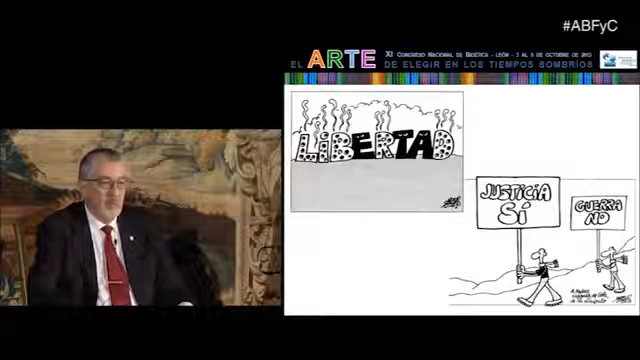 #ABFyC
XI CONGRESO NACIONAL DE BIOÉTICA - LEÓN - 3 AL 5 DE OCTUBRE DE 2013
EL ARTE DE ELEGIR EN LOS TIEMPOS SOMBRÍOS
LIBERTAD
JUSTICIA
SÍ
GUERRA
NO